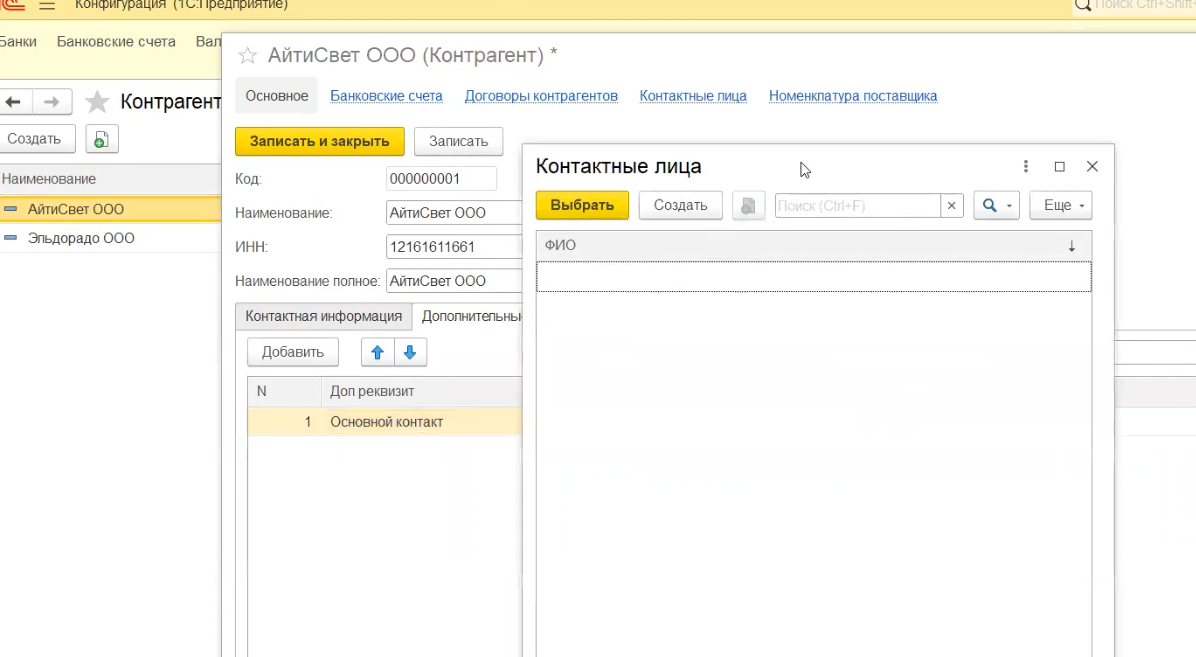 Конфигурация (1С:Предприятие)
Поиск Ctrl+Shift+
Банки Банковские счета Вал
АйтиСвет ООО (Контрагент) *
Контрагент
Основное Банковские счета Договоры контрагентов Контактные лица Номенклатура поставщика
Создать
Записать и закрыть Записать
Наименование
АйтиСвет ООО
Эльдорадо ООО
Код: 000000001
Наименование: АйтиСвет ООО
ИНН: 12161611661
Наименование полное: АйтиСвет ООО
Контактная информация Дополнительны
Добавить
N Доп реквизит
1 Основной контакт
Контактные лица
Выбрать Создать Поиск (Ctrl+F) × Еще
ФИО ↓